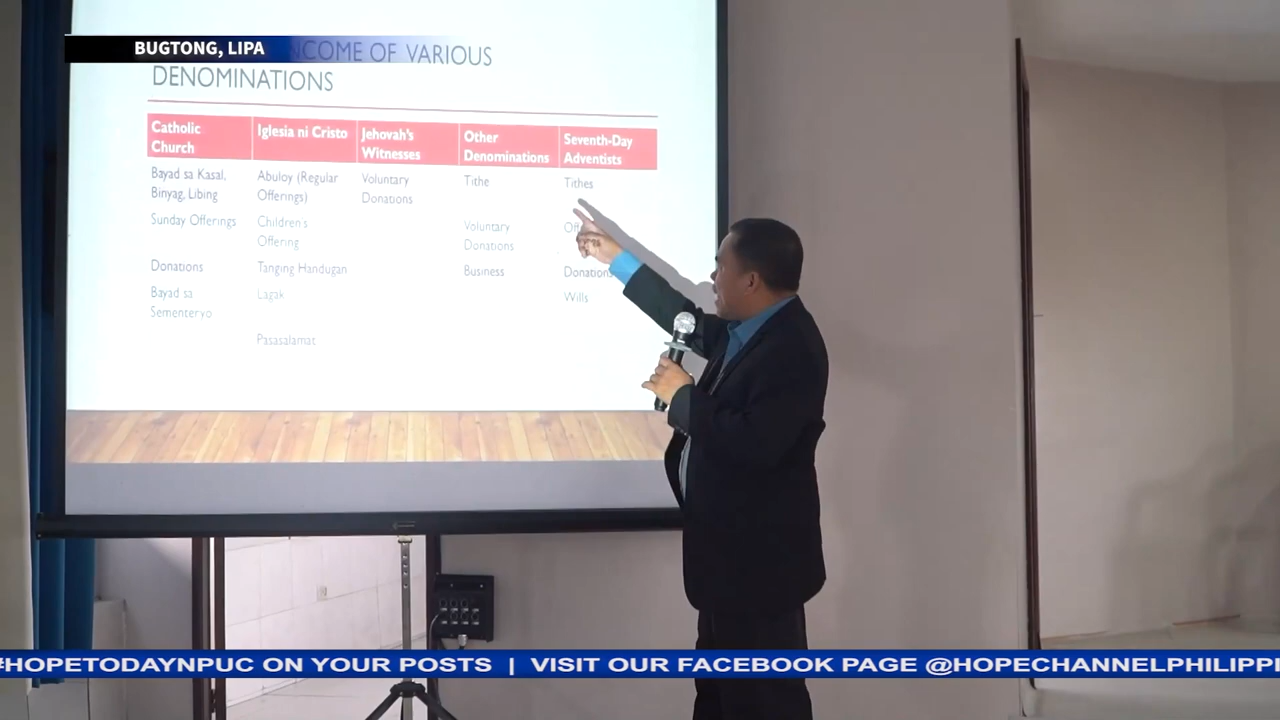 BUGTONG, LIPA
NCOME OF VARIOUS
DENOMINATIONS
Catholic Church
Iglesia ni Cristo
Jehovah's Witnesses
Other Denominations
Seventh-Day Adventists
Bayad sa Kasal, Binyag, Libing
Abuloy (Regular Offerings)
Voluntary Donations
Tithe
Tithes
Sunday Offerings
Children's Offering
Voluntary Donations
Donations
Tanging Handugan
Business
Donations
Bayad sa Sementeryo
Lagak
Wills
Pasasalamat
#HOPETODAYNPUC ON YOUR POSTS | VISIT OUR FACEBOOK PAGE @HOPECHANNELPHILIPPI